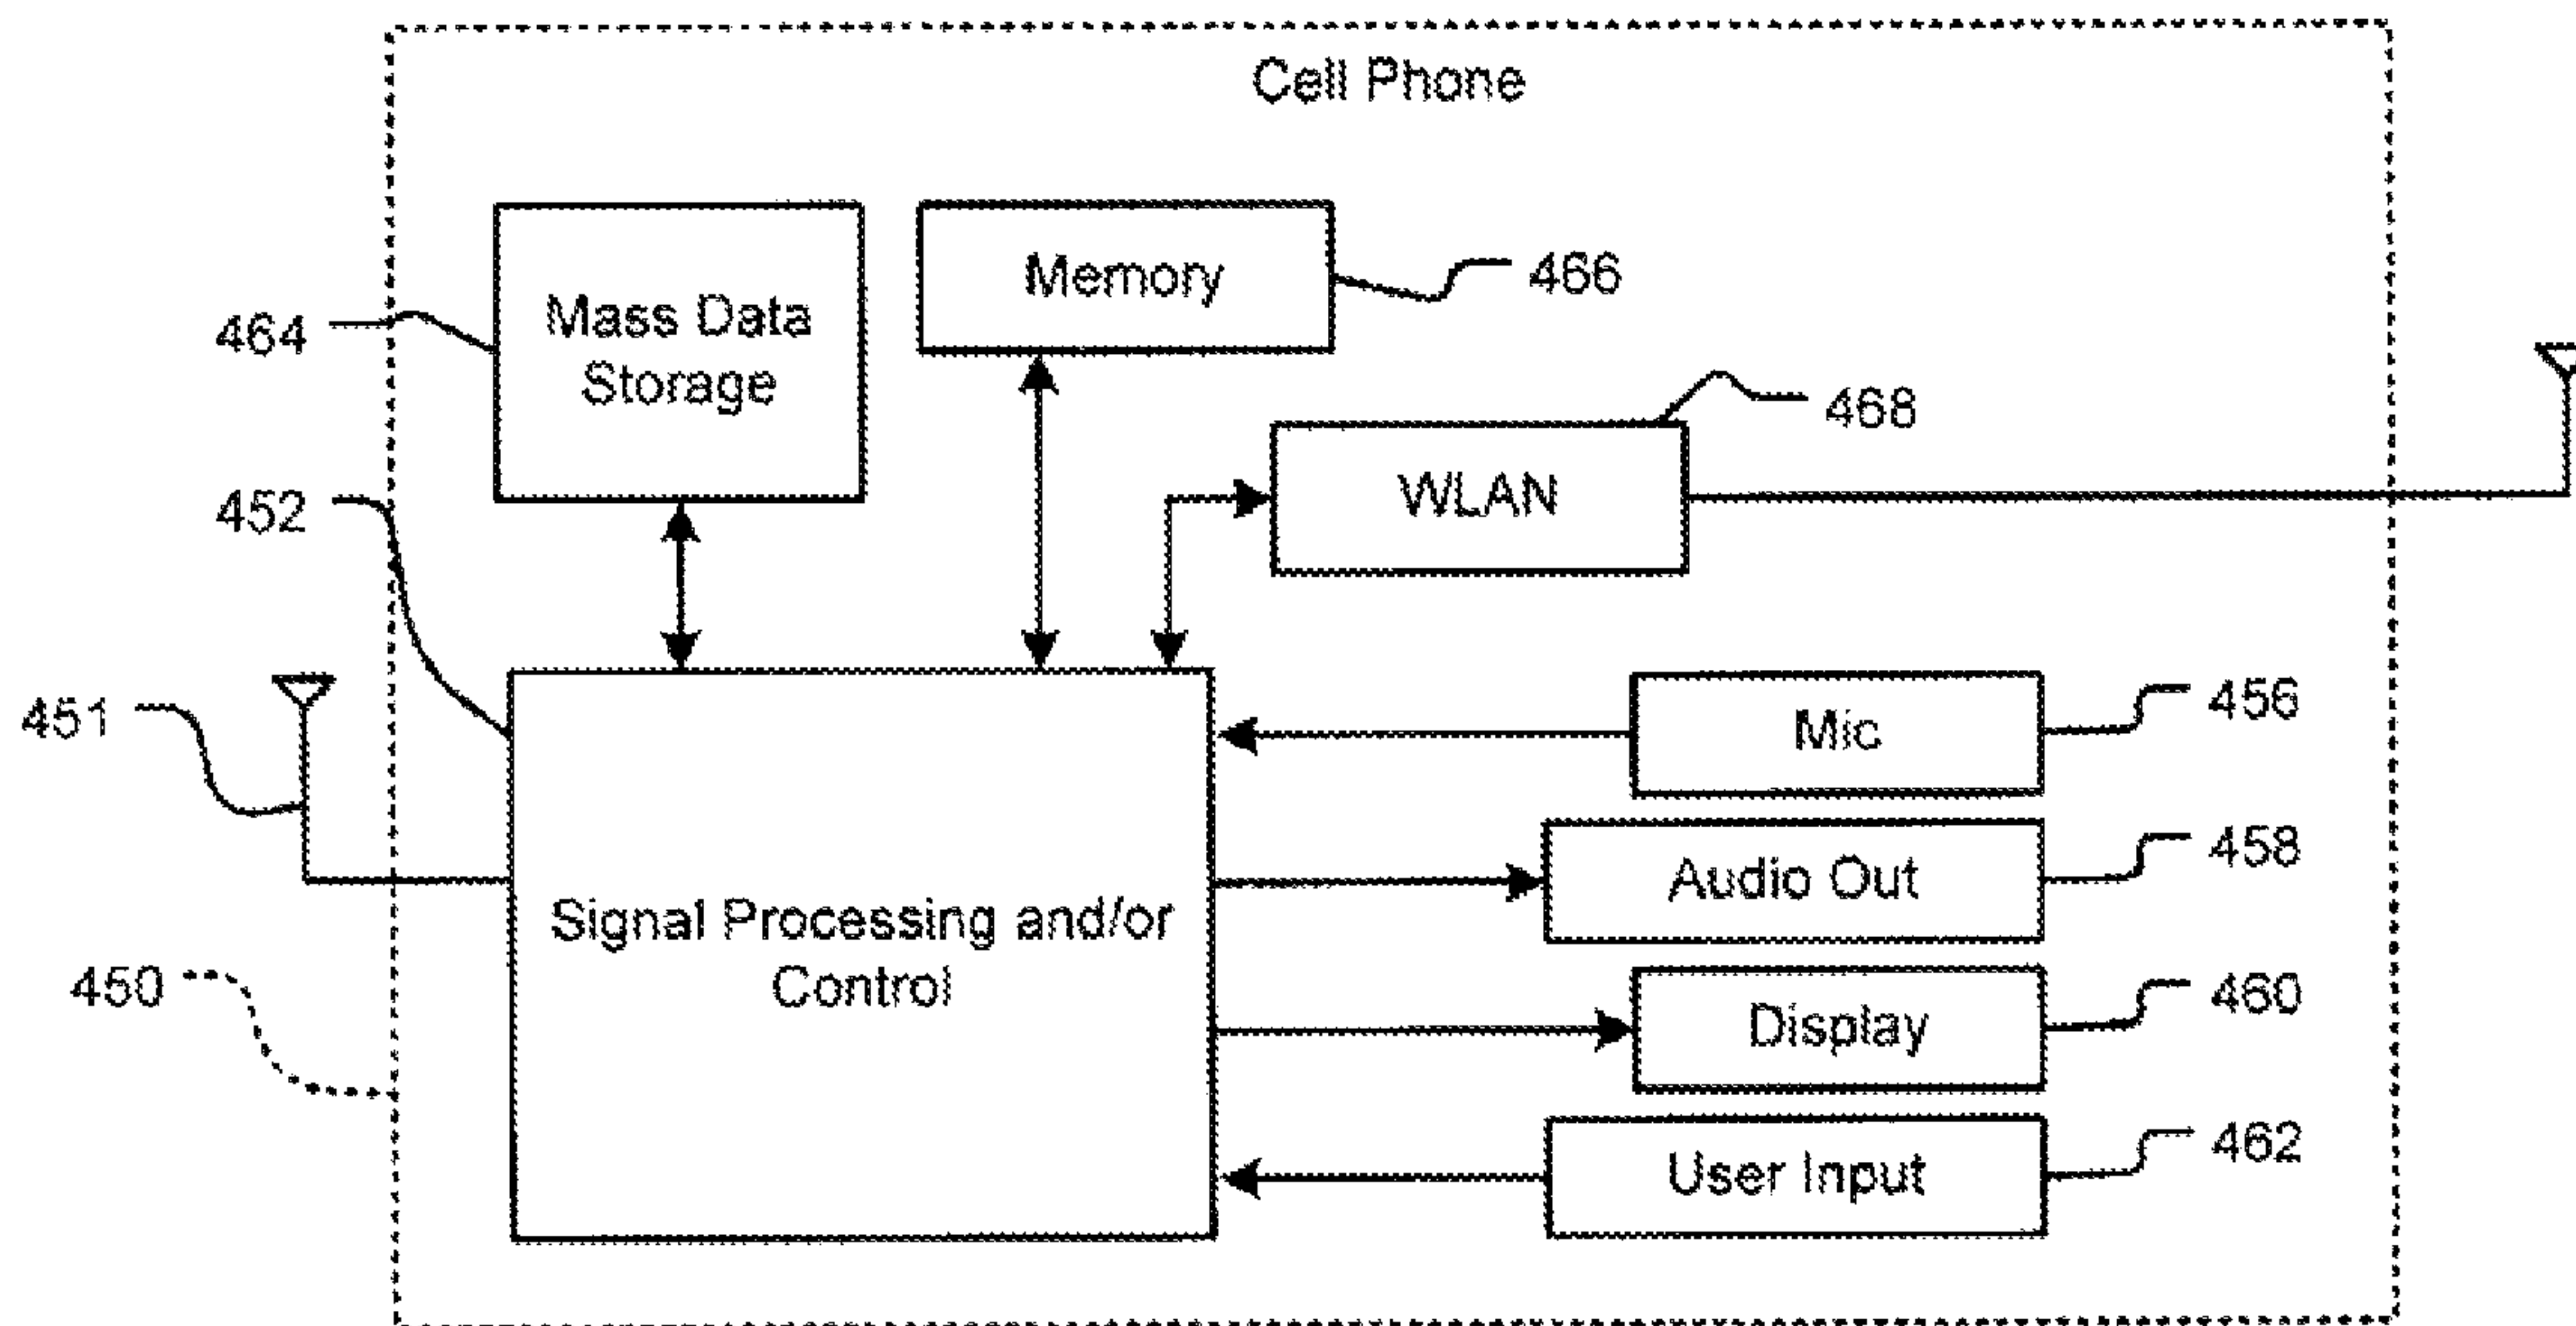 Cell Phone
Memory
466
Mass Data
Storage
464
468
WLAN
452
451
Mic
456
Audio Out
458
Signal Processing and/or
Control
450
Display
460
User Input
462